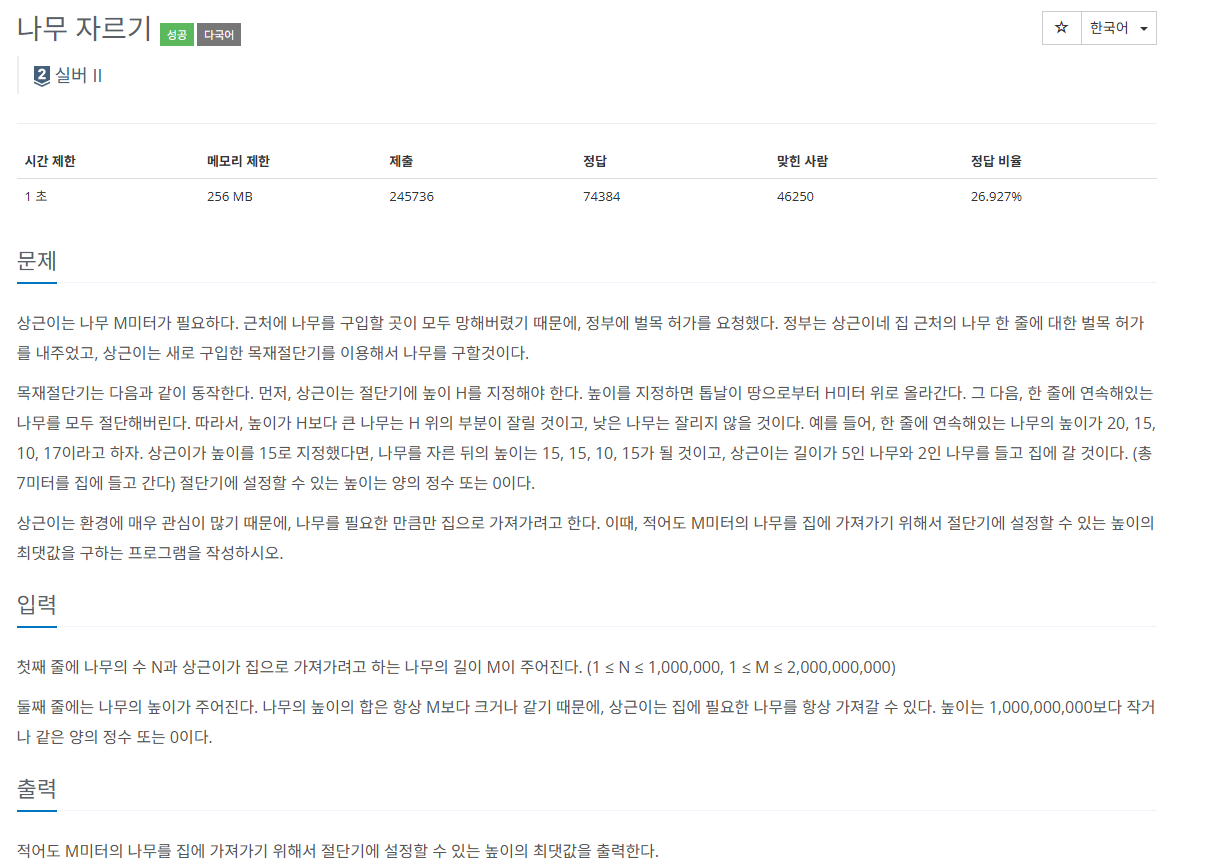 나무 자르기 성공 다국어
☆ 한국어
2 실버 II
시간 제한 메모리 제한 제출 정답 맞힌 사람 정답 비율
1 초 256 MB 245736 74384 46250 26.927%
문제
상근이는 나무 M미터가 필요하다. 근처에 나무를 구입할 곳이 모두 망해버렸기 때문에, 정부에 벌목 허가를 요청했다. 정부는 상근이네 집 근처의 나무 한 줄에 대한 벌목 허가
를 내주었고, 상근이는 새로 구입한 목재절단기를 이용해서 나무를 구할것이다.
목재절단기는 다음과 같이 동작한다. 먼저, 상근이는 절단기에 높이 H를 지정해야 한다. 높이를 지정하면 톱날이 땅으로부터 H미터 위로 올라간다. 그 다음, 한 줄에 연속해있는
나무를 모두 절단해버린다. 따라서, 높이가 H보다 큰 나무는 H 위의 부분이 잘릴 것이고, 낮은 나무는 잘리지 않을 것이다. 예를 들어, 한 줄에 연속해있는 나무의 높이가 20, 15,
10, 17이라고 하자. 상근이가 높이를 15로 지정했다면, 나무를 자른 뒤의 높이는 15, 15, 10, 15가 될 것이고, 상근이는 길이가 5인 나무와 2인 나무를 들고 집에 갈 것이다. (총
7미터를 집에 들고 간다) 절단기에 설정할 수 있는 높이는 양의 정수 또는 0이다.
상근이는 환경에 매우 관심이 많기 때문에, 나무를 필요한 만큼만 집으로 가져가려고 한다. 이때, 적어도 M미터의 나무를 집에 가져가기 위해서 절단기에 설정할 수 있는 높이의
최댓값을 구하는 프로그램을 작성하시오.
입력
첫째 줄에 나무의 수 N과 상근이가 집으로 가져가려고 하는 나무의 길이 M이 주어진다. (1 ≤ N ≤ 1,000,000, 1 ≤ M ≤ 2,000,000,000)
둘째 줄에는 나무의 높이가 주어진다. 나무의 높이의 합은 항상 M보다 크거나 같기 때문에, 상근이는 집에 필요한 나무를 항상 가져갈 수 있다. 높이는 1,000,000,000보다 작거
나 같은 양의 정수 또는 0이다.
출력
적어도 M미터의 나무를 집에 가져가기 위해서 절단기에 설정할 수 있는 높이의 최댓값을 출력한다.